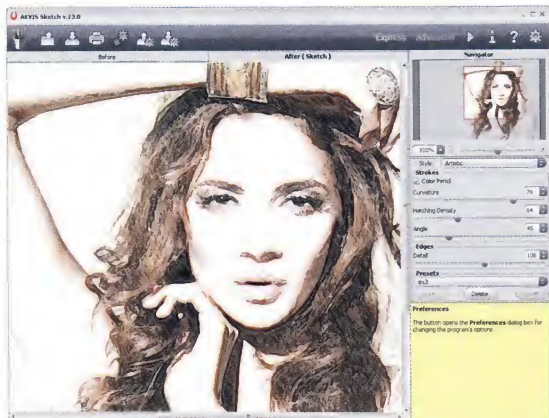 AKVIS Sketch v.13.0
Express Advanced
Before
After ( Sketch )
Navigator
100%
Style: Artistic
Strokes
Color Pencil
Curvature
Hatching Density 64
Angle 45
Edges
Detail
Presets
Delete
Preferences
The button opens the Preferences dialog box for
changing the program's options